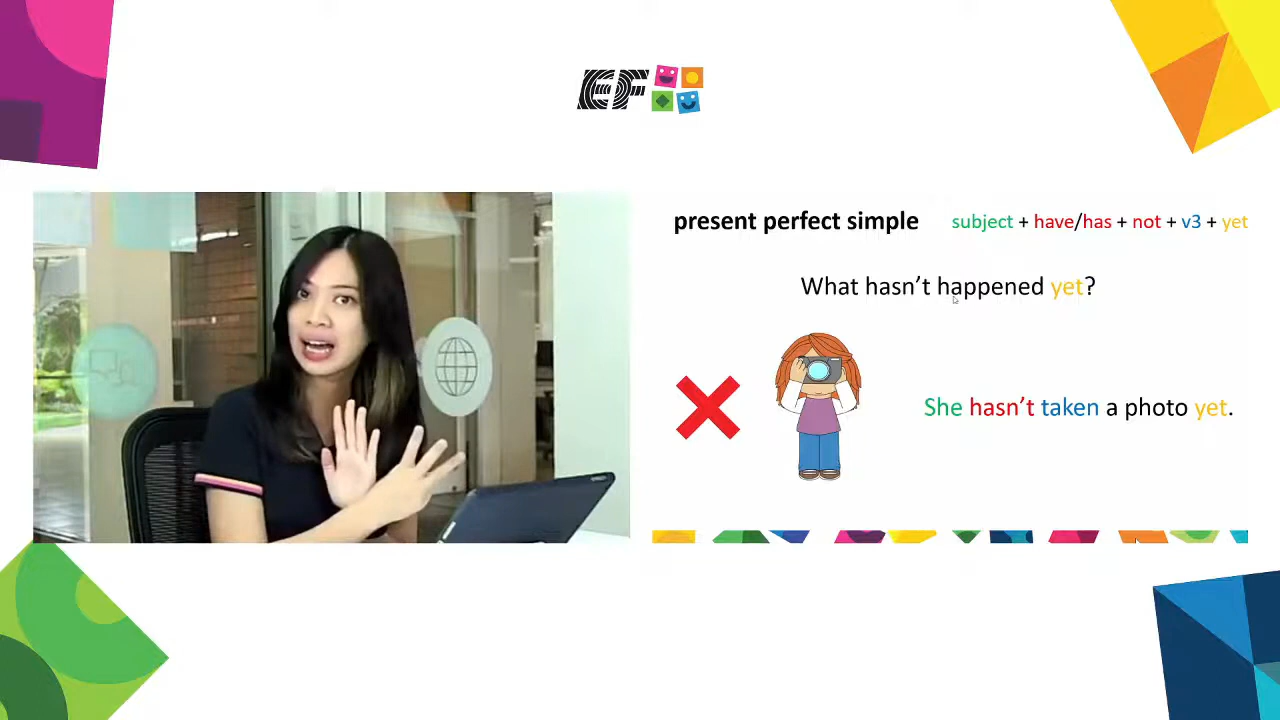 EF
present perfect simple
subject + have/has + not + v3 + yet
What hasn't happened yet?
She hasn't taken a photo yet.